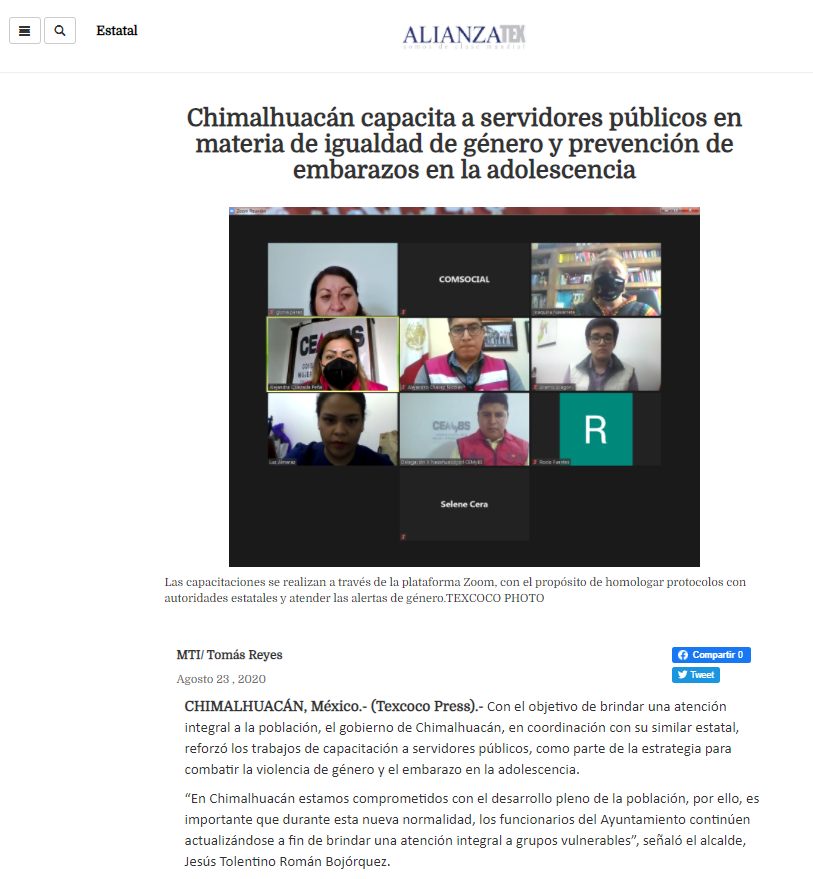 Estatal
ALIANZATEX
somos de clase mundial
Chimalhuacán capacita a servidores públicos en
materia de igualdad de género y prevención de
embarazos en la adolescencia
COMSOCIAL
CEMyBS
Alejandra Quezada Peña
CEMyBS
R
Rocio Fuentes
Selene Cera
Las capacitaciones se realizan a través de la plataforma Zoom, con el propósito de homologar protocolos con
autoridades estatales y atender las alertas de género.TEXCOCO PHOTO
MTI/ Tomás Reyes
Compartir 0
Agosto 23 , 2020
Tweet
CHIMALHUACÁN, México.- (Texcoco Press).- Con el objetivo de brindar una atención
integral a la población, el gobierno de Chimalhuacán, en coordinación con su similar estatal,
reforzó los trabajos de capacitación a servidores públicos, como parte de la estrategia para
combatir la violencia de género y el embarazo en la adolescencia.
“En Chimalhuacán estamos comprometidos con el desarrollo pleno de la población, por ello, es
importante que durante esta nueva normalidad, los funcionarios del Ayuntamiento continúen
actualizándose a fin de brindar una atención integral a grupos vulnerables”, señaló el alcalde,
Jesús Tolentino Román Bojórquez.